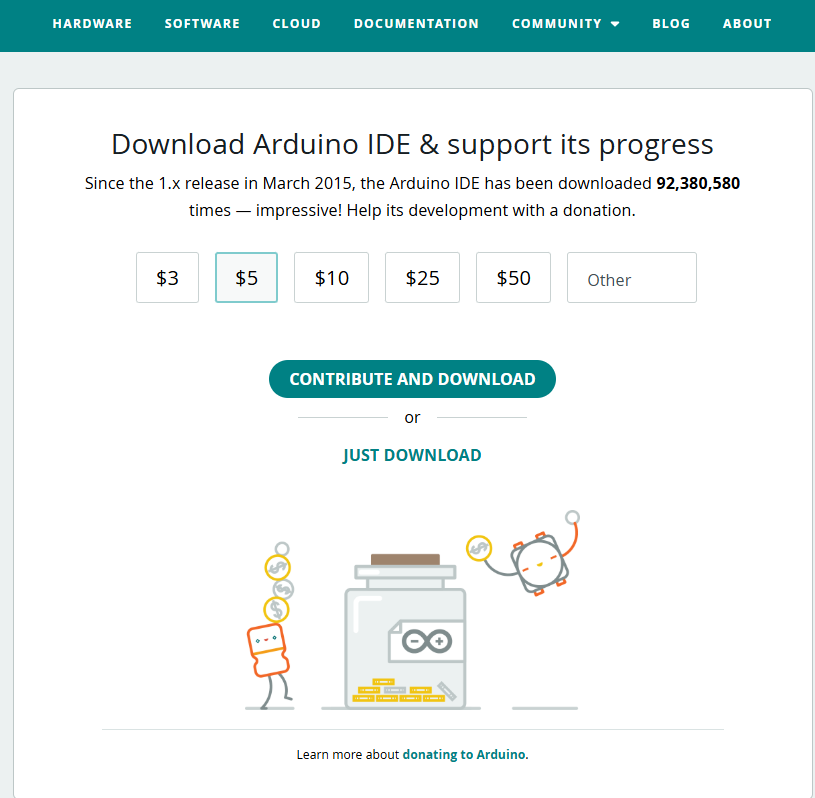 HARDWARE SOFTWARE CLOUD DOCUMENTATION COMMUNITY BLOG ABOUT
Download Arduino IDE & support its progress
Since the 1.x release in March 2015, the Arduino IDE has been downloaded 92,380,580
times — impressive! Help its development with a donation.
$3 $5 $10 $25 $50 Other
CONTRIBUTE AND DOWNLOAD
or
JUST DOWNLOAD
Learn more about donating to Arduino.